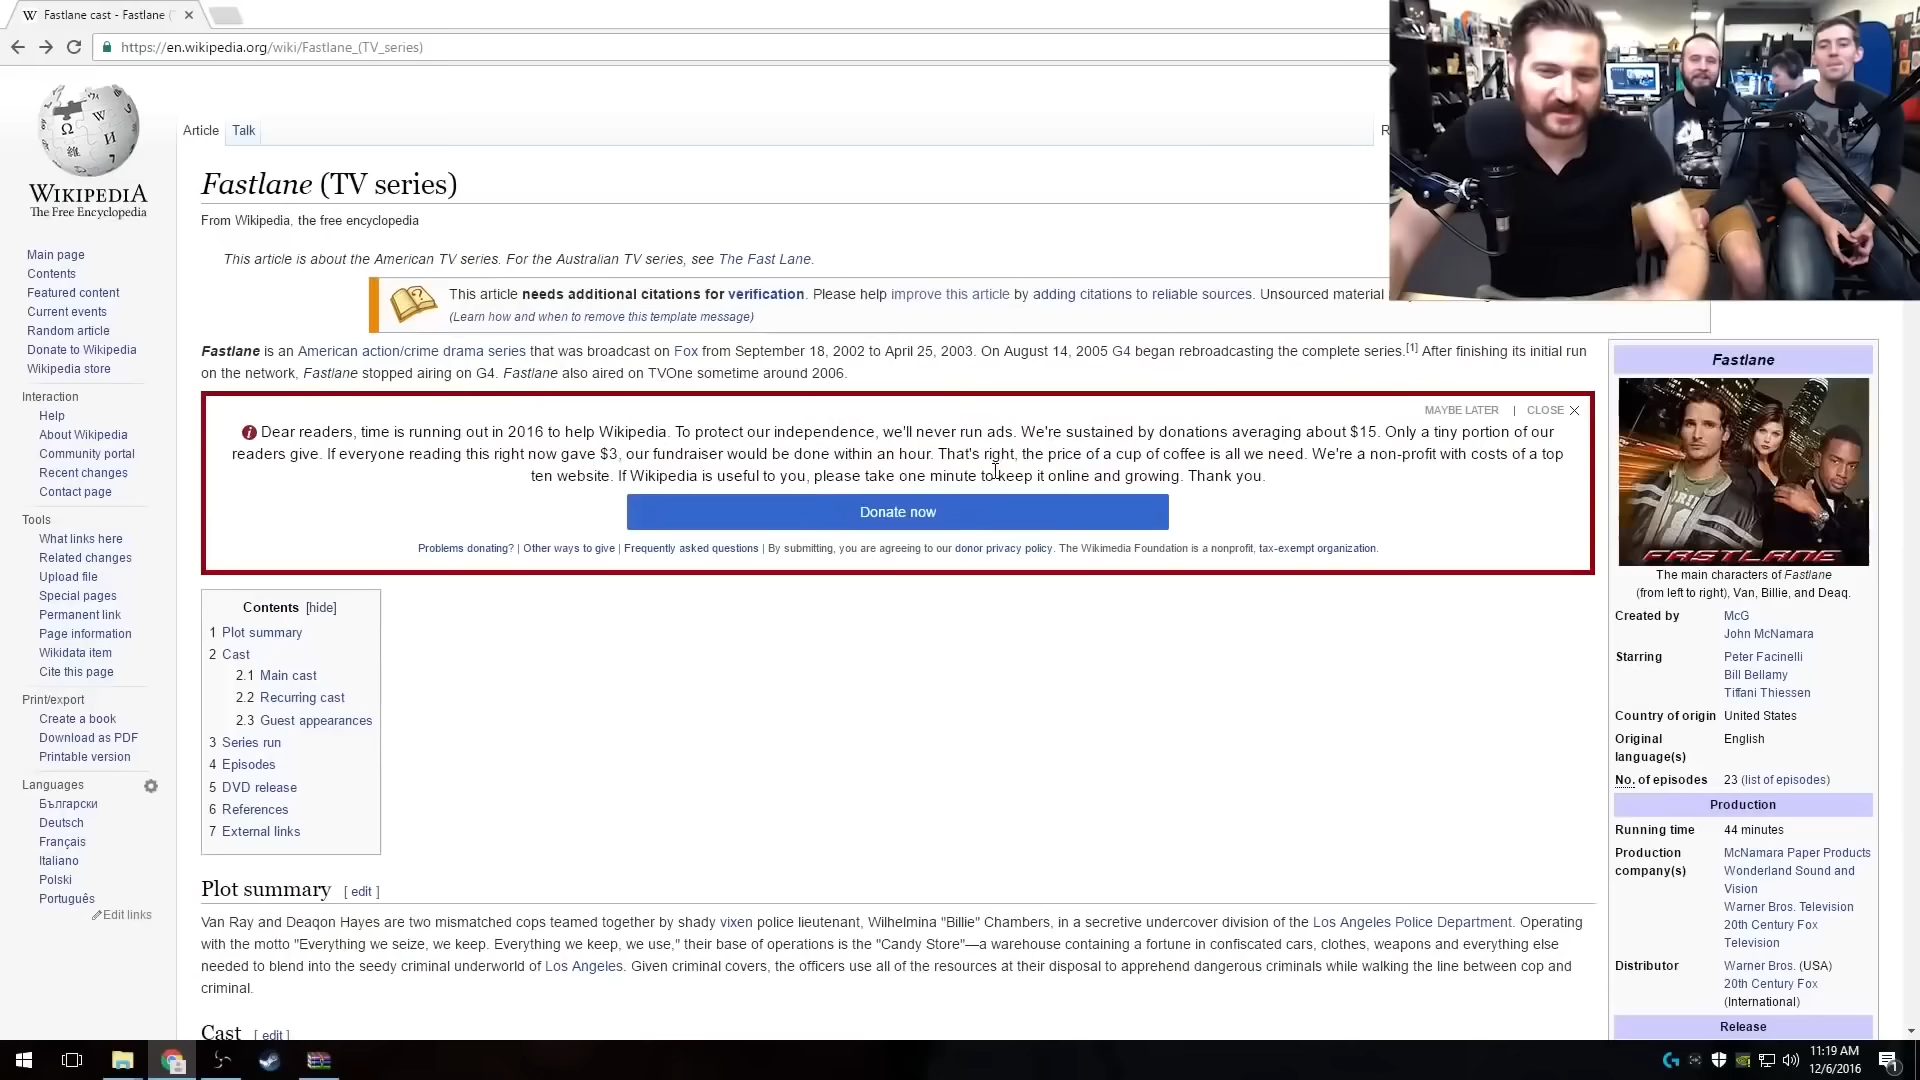 Fastlane cast - Fastlane (
https://en.wikipedia.org/wiki/Fastlane_(TV_series)
WIKIPEDIA
The Free Encyclopedia
Main page
Contents
Featured content
Current events
Random article
Donate to Wikipedia
Wikipedia store
Interaction
Help
About Wikipedia
Community portal
Recent changes
Contact page
Tools
What links here
Related changes
Upload file
Special pages
Permanent link
Page information
Wikidata item
Cite this page
Print/export
Create a book
Download as PDF
Printable version
Languages
Български
Deutsch
Français
Italiano
Polski
Português
Edit links
Article Talk
R
Fastlane (TV series)
From Wikipedia, the free encyclopedia
This article is about the American TV series. For the Australian TV series, see The Fast Lane.
This article needs additional citations for verification. Please help improve this article by adding citations to reliable sources. Unsourced material
(Learn how and when to remove this template message)
Fastlane is an American action/crime drama series that was broadcast on Fox from September 18, 2002 to April 25, 2003. On August 14, 2005 G4 began rebroadcasting the complete series.[1] After finishing its initial run
on the network, Fastlane stopped airing on G4. Fastlane also aired on TVOne sometime around 2006.
MAYBE LATER | CLOSE
Dear readers, time is running out in 2016 to help Wikipedia. To protect our independence, we'll never run ads. We're sustained by donations averaging about $15. Only a tiny portion of our
readers give. If everyone reading this right now gave $3, our fundraiser would be done within an hour. That's right, the price of a cup of coffee is all we need. We're a non-profit with costs of a top
ten website. If Wikipedia is useful to you, please take one minute to keep it online and growing. Thank you.
Donate now
Problems donating? | Other ways to give | Frequently asked questions | By submitting, you are agreeing to our donor privacy policy. The Wikimedia Foundation is a nonprofit, tax-exempt organization.
Contents [hide]
1 Plot summary
2 Cast
2.1 Main cast
2.2 Recurring cast
2.3 Guest appearances
3 Series run
4 Episodes
5 DVD release
6 References
7 External links
Plot summary [ edit ]
Van Ray and Deaqon Hayes are two mismatched cops teamed together by shady vixen police lieutenant, Wilhelmina "Billie" Chambers, in a secretive undercover division of the Los Angeles Police Department. Operating
with the motto "Everything we seize, we keep. Everything we keep, we use," their base of operations is the "Candy Store"—a warehouse containing a fortune in confiscated cars, clothes, weapons and everything else
needed to blend into the seedy criminal underworld of Los Angeles. Given criminal covers, the officers use all of the resources at their disposal to apprehend dangerous criminals while walking the line between cop and
criminal.
Cast [ edit ]
Fastlane
FASTLANE
The main characters of Fastlane
(from left to right), Van, Billie, and Deaq.
Created by McG
John McNamara
Starring Peter Facinelli
Bill Bellamy
Tiffani Thiessen
Country of origin United States
Original English
language(s)
No. of episodes 23 (list of episodes)
Production
Running time 44 minutes
Production McNamara Paper Products
company(s) Wonderland Sound and
Vision
Warner Bros. Television
20th Century Fox
Television
Distributor Warner Bros. (USA)
20th Century Fox
(International)
Release
11:19 AM
12/6/2016
1